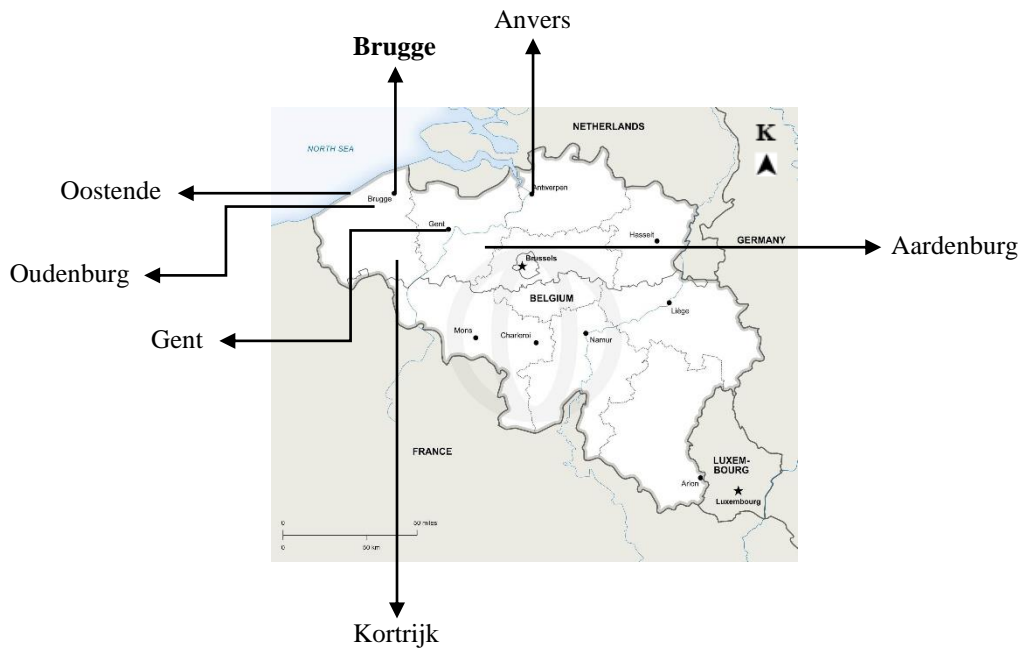 Anvers
Brugge
NETHERLANDS
K
NORTH SEA
Oostende
Antwerpen
Brugge
Gent
Hasselt
GERMANY
Aardenburg
Oudenburg
Brussels
BELGIUM
Liège
Gent
Mons
Charleroi
Namur
FRANCE
LUXEM-
BOURG
Arlon
Luxembourg
0 50 miles
0 50 km
Kortrijk